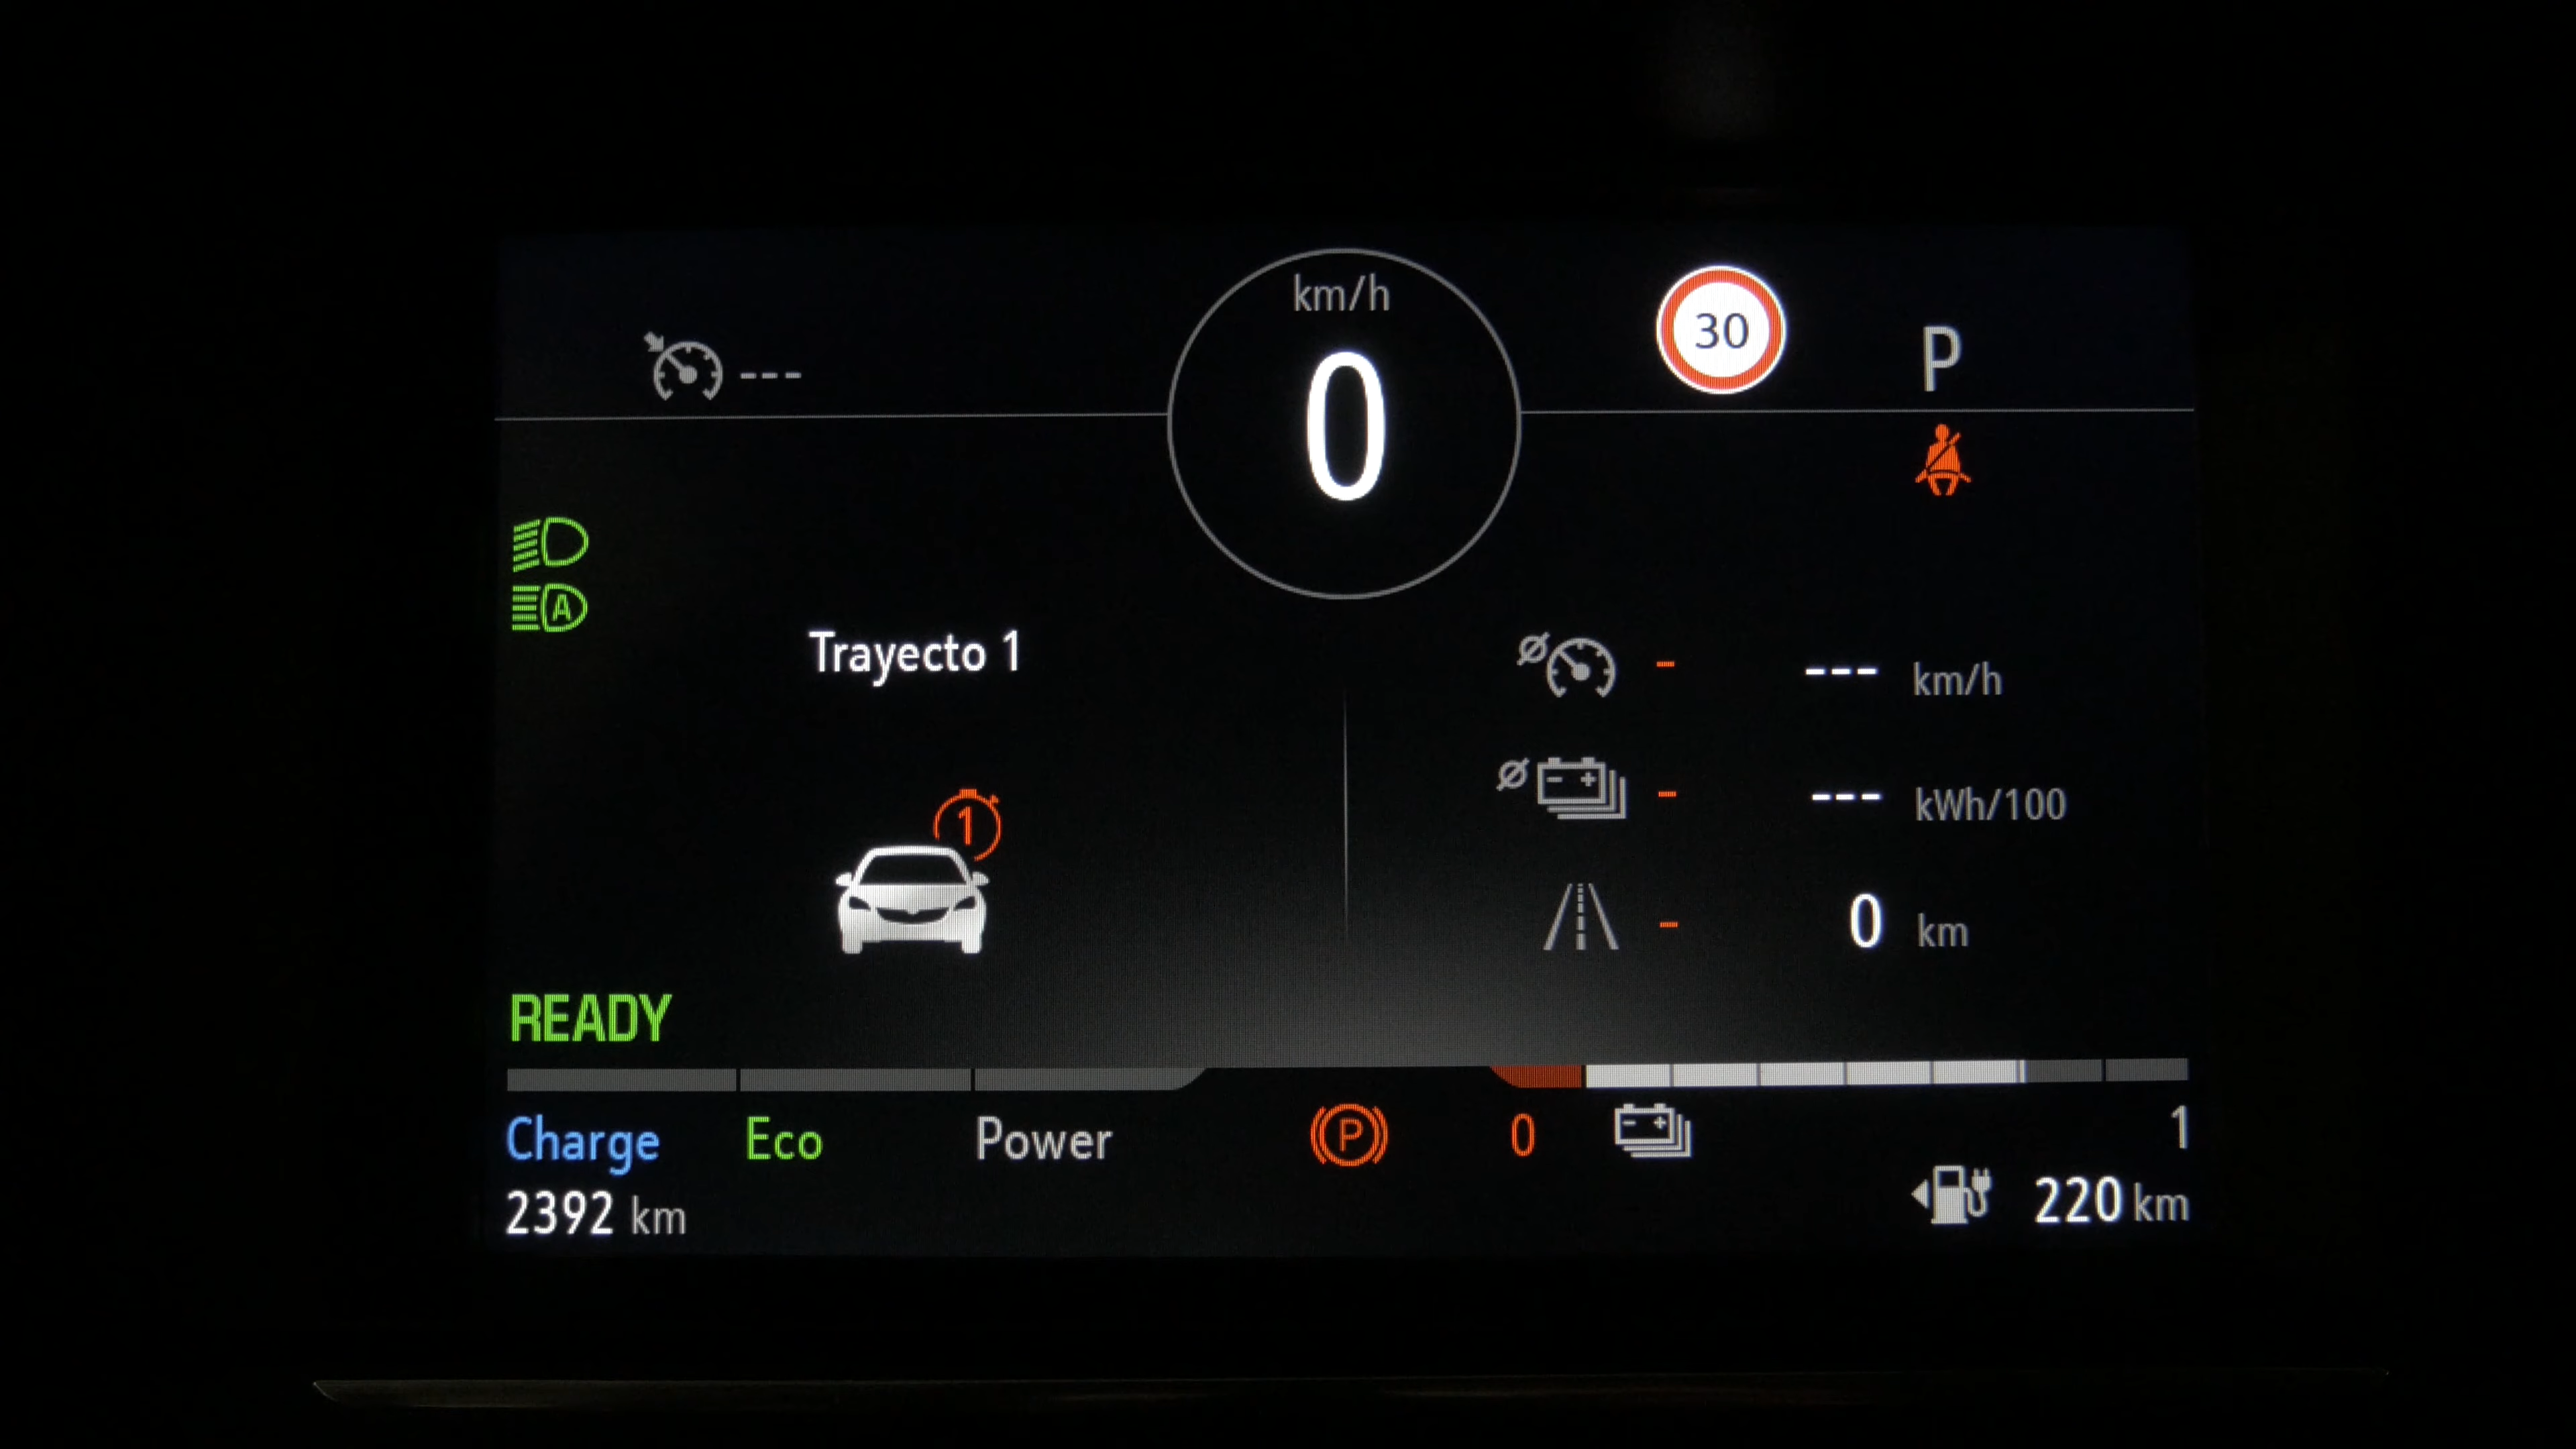 km/h
0
30
P
---
A
Trayecto 1
1
- --- km/h
- --- kWh/100
- 0 km
READY
Charge Eco Power
P
0
1
2392 km
220 km